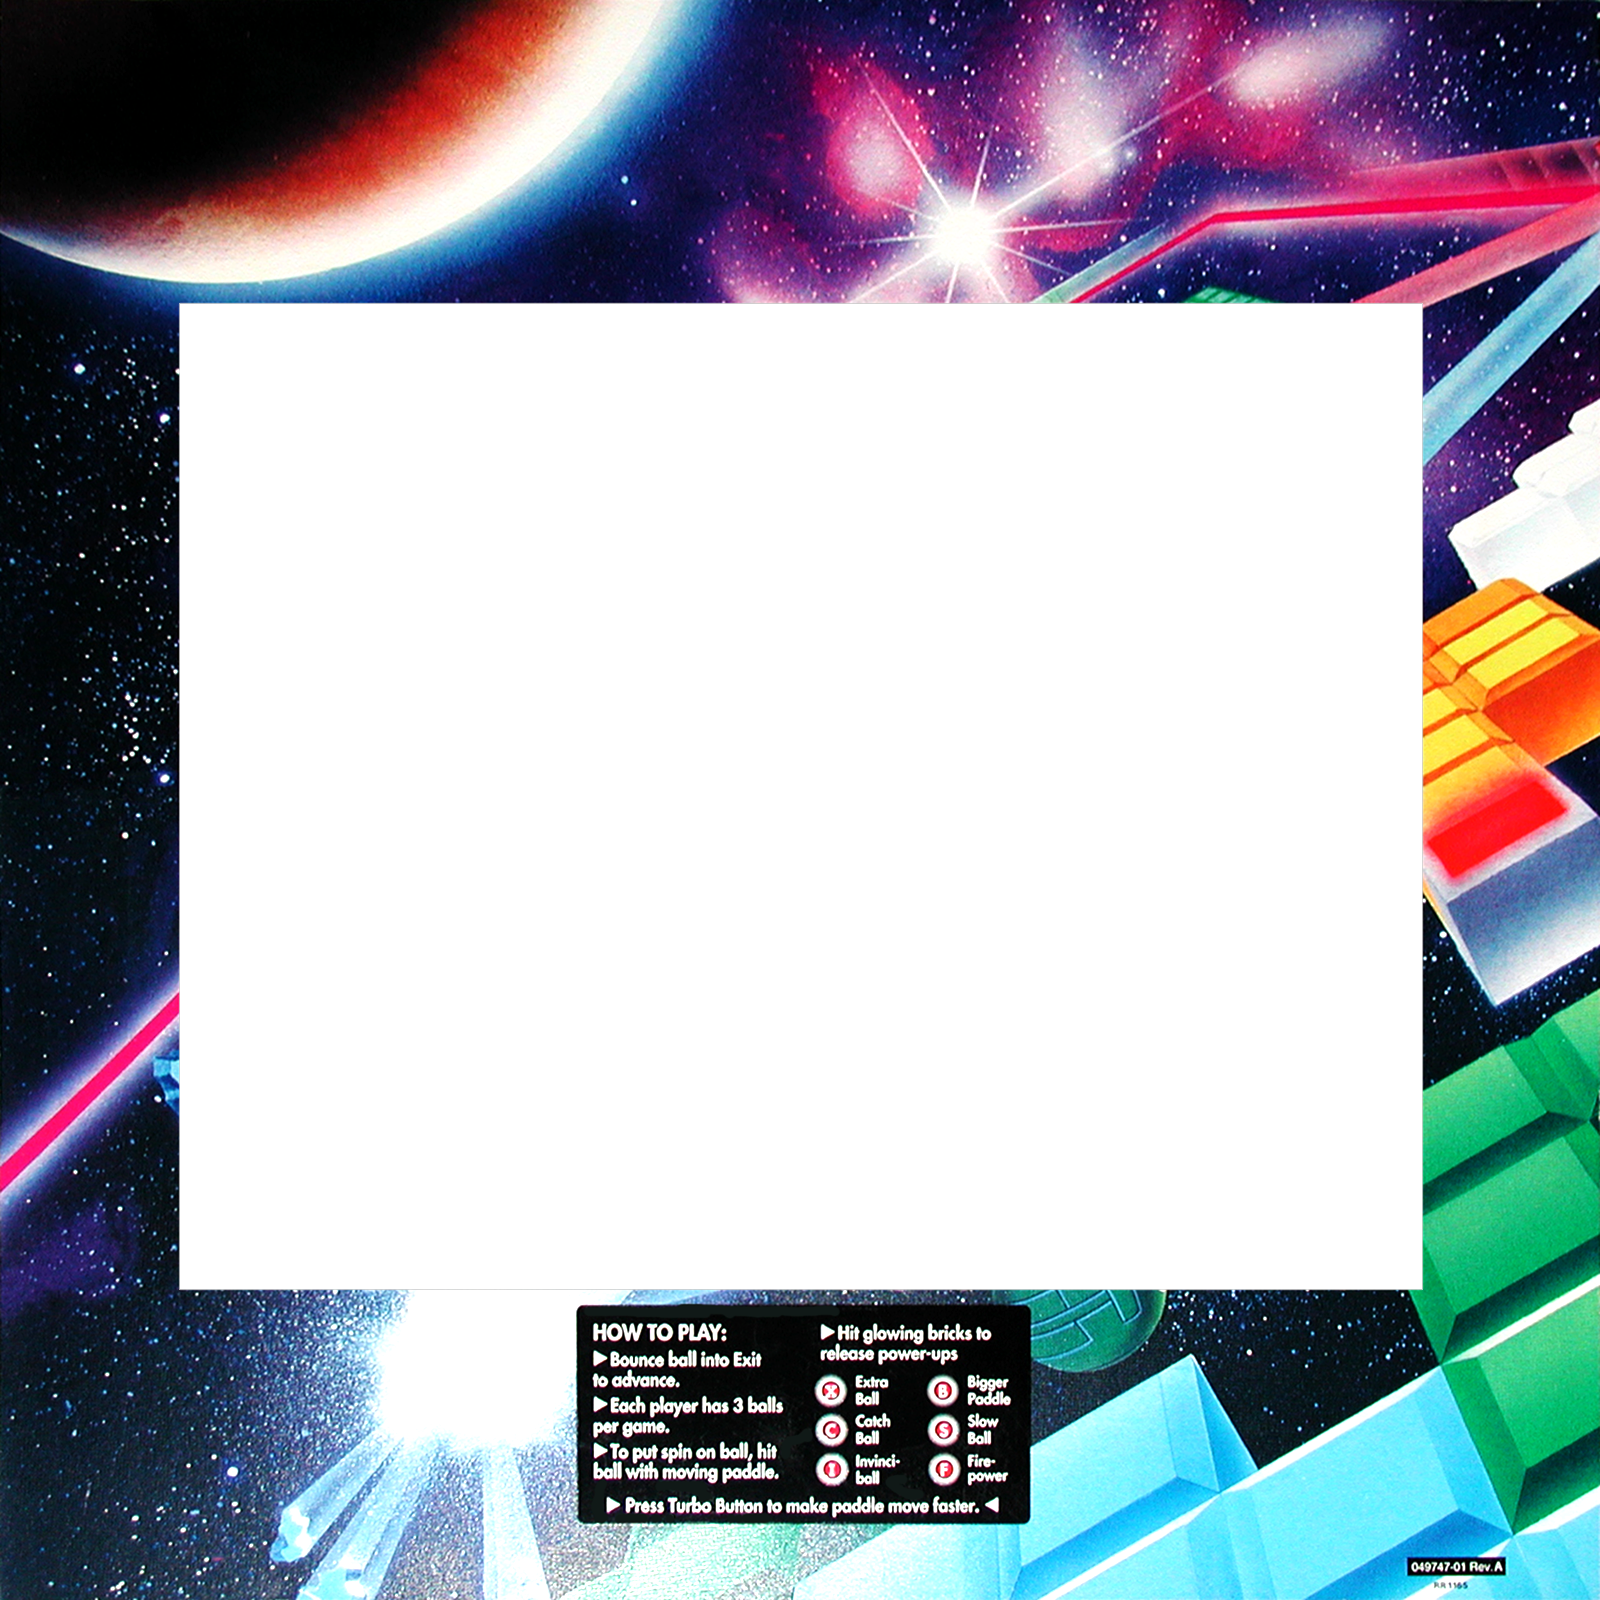 HOW TO PLAY:
▶Bounce ball into Exit
to advance.
▶Each player has 3 balls
per game.
▶To put spin on ball, hit
ball with moving paddle.
▶Hit glowing bricks to
release power-ups
X Extra
Ball
B Bigger
Paddle
C Catch
Ball
S Slow
Ball
I Invinci-
ball
F Fire-
power
▶ Press Turbo Button to make paddle move faster. ◀
049747-01 Rev. A
R.R 1165